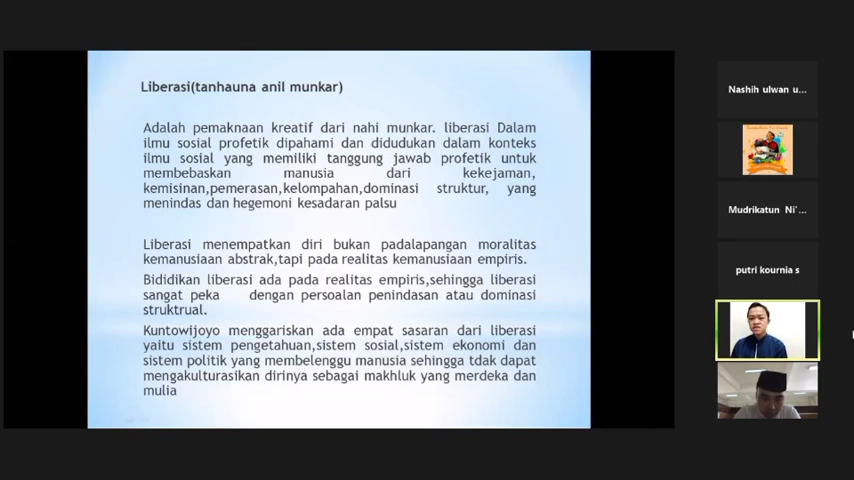 Liberasi(tanhauna anil munkar)
Adalah pemaknaan kreatif dari nahi munkar. liberasi Dalam
ilmu sosial profetik dipahami dan didudukan dalam konteks
ilmu sosial yang memiliki tanggung jawab profetik untuk
membebaskan manusia dari kekejaman,
kemisinan,pemerasan,kelompahan,dominasi struktur, yang
menindas dan hegemoni kesadaran palsu
Liberasi menempatkan diri bukan padalapangan moralitas
kemanusiaan abstrak,tapi pada realitas kemanusiaan empiris.
Bididikan liberasi ada pada realitas empiris,sehingga liberasi
sangat peka dengan persoalan penindasan atau dominasi
struktrual.
Kuntowijoyo menggariskan ada empat sasaran dari liberasi
yaitu sistem pengetahuan,sistem sosial,sistem ekonomi dan
sistem politik yang membelenggu manusia sehingga tdak dapat
mengakulturasikan dirinya sebagai makhluk yang merdeka dan
mulia
Nashih ulwan u...
Mudrikatun Ni'...
putri kournia s